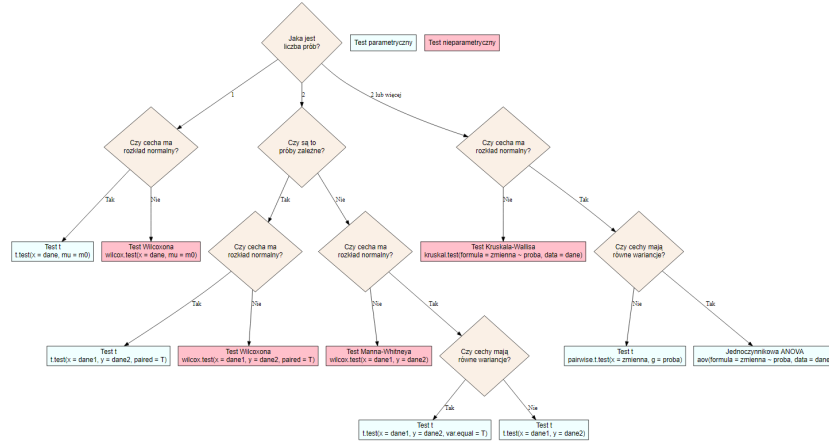 Jaka jest
liczba prób?
Test parametryczny
Test nieparametryczny
1
2
2 lub więcej
Czy cecha ma
rozkład normalny?
Czy są to
próby zależne?
Czy cecha ma
rozkład normalny?
Tak
Nie
Tak
Nie
Nie
Tak
Test t
t.test(x = dane, mu = m0)
Test Wilcoxona
wilcox.test(x = dane, mu = m0)
Czy cecha ma
rozkład normalny?
Czy cecha ma
rozkład normalny?
Test Kruskala-Wallisa
kruskal.test(formula = zmienna ~ proba, data = dane)
Czy cechy mają
równe wariancje?
Tak
Nie
Nie
Tak
Nie
Tak
Test t
t.test(x = dane1, y = dane2, paired = T)
Test Wilcoxona
wilcox.test(x = dane1, y = dane2, paired = T)
Test Manna-Whitneya
wilcox.test(x = dane1, y = dane2)
Czy cechy mają
równe wariancje?
Test t
pairwise.t.test(x = zmienna, g = proba)
Jednoczynnikowa ANOVA
aov(formula = zmienna ~ proba, data = dane
Tak
Nie
Test t
t.test(x = dane1, y = dane2, var.equal = T)
Test t
t.test(x = dane1, y = dane2)